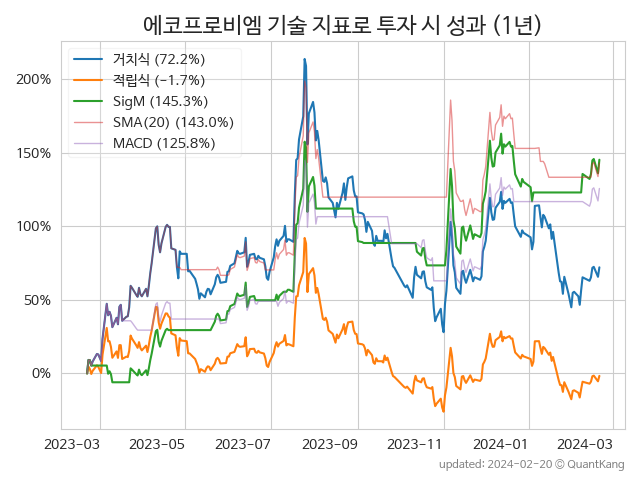 에코프로비엠 기술 지표로 투자 시 성과 (1년)
거치식 (72.2%)
적립식 (−1.7%)
SigM (145.3%)
SMA(20) (143.0%)
MACD (125.8%)
200%
150%
100%
50%
0%
2023-03 2023-05 2023-07 2023-09 2023-11 2024-01 2024-03
updated: 2024-02-20 © QuantKang